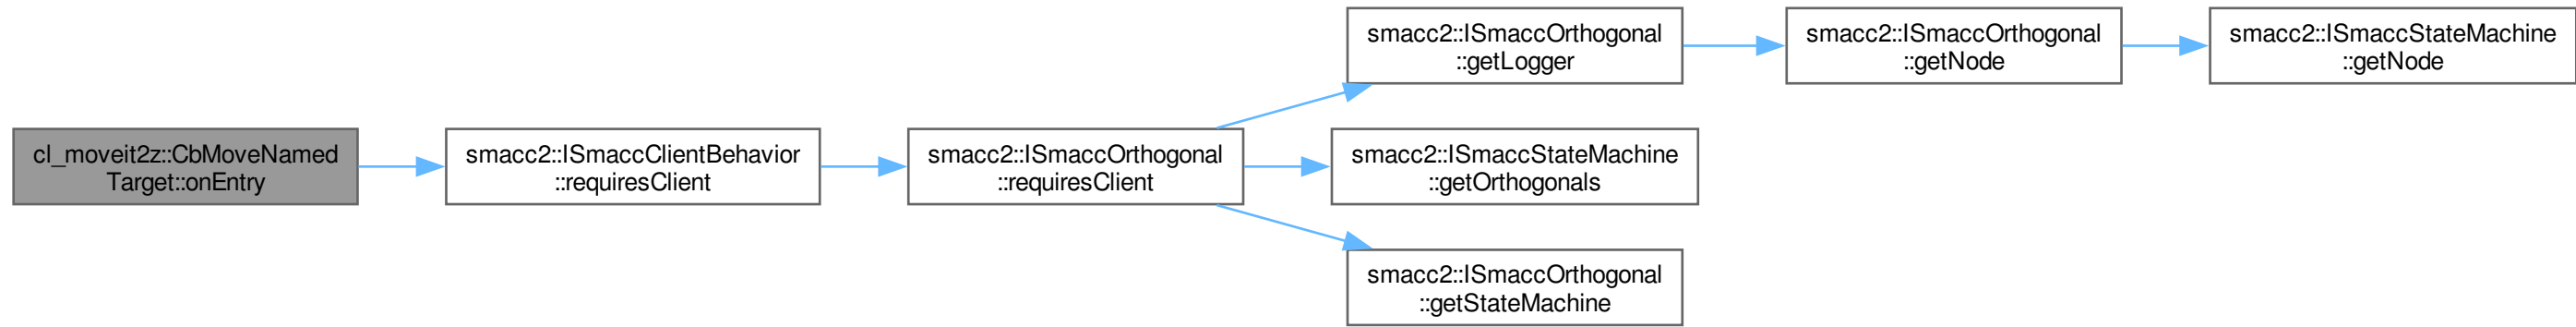 cl_moveit2z::CbMoveNamed
Target::onEntry
smacc2::ISmaccClientBehavior
::requiresClient
smacc2::ISmaccOrthogonal
::requiresClient
smacc2::ISmaccOrthogonal
::getLogger
smacc2::ISmaccOrthogonal
::getNode
smacc2::ISmaccStateMachine
::getNode
smacc2::ISmaccStateMachine
::getOrthogonals
smacc2::ISmaccOrthogonal
::getStateMachine